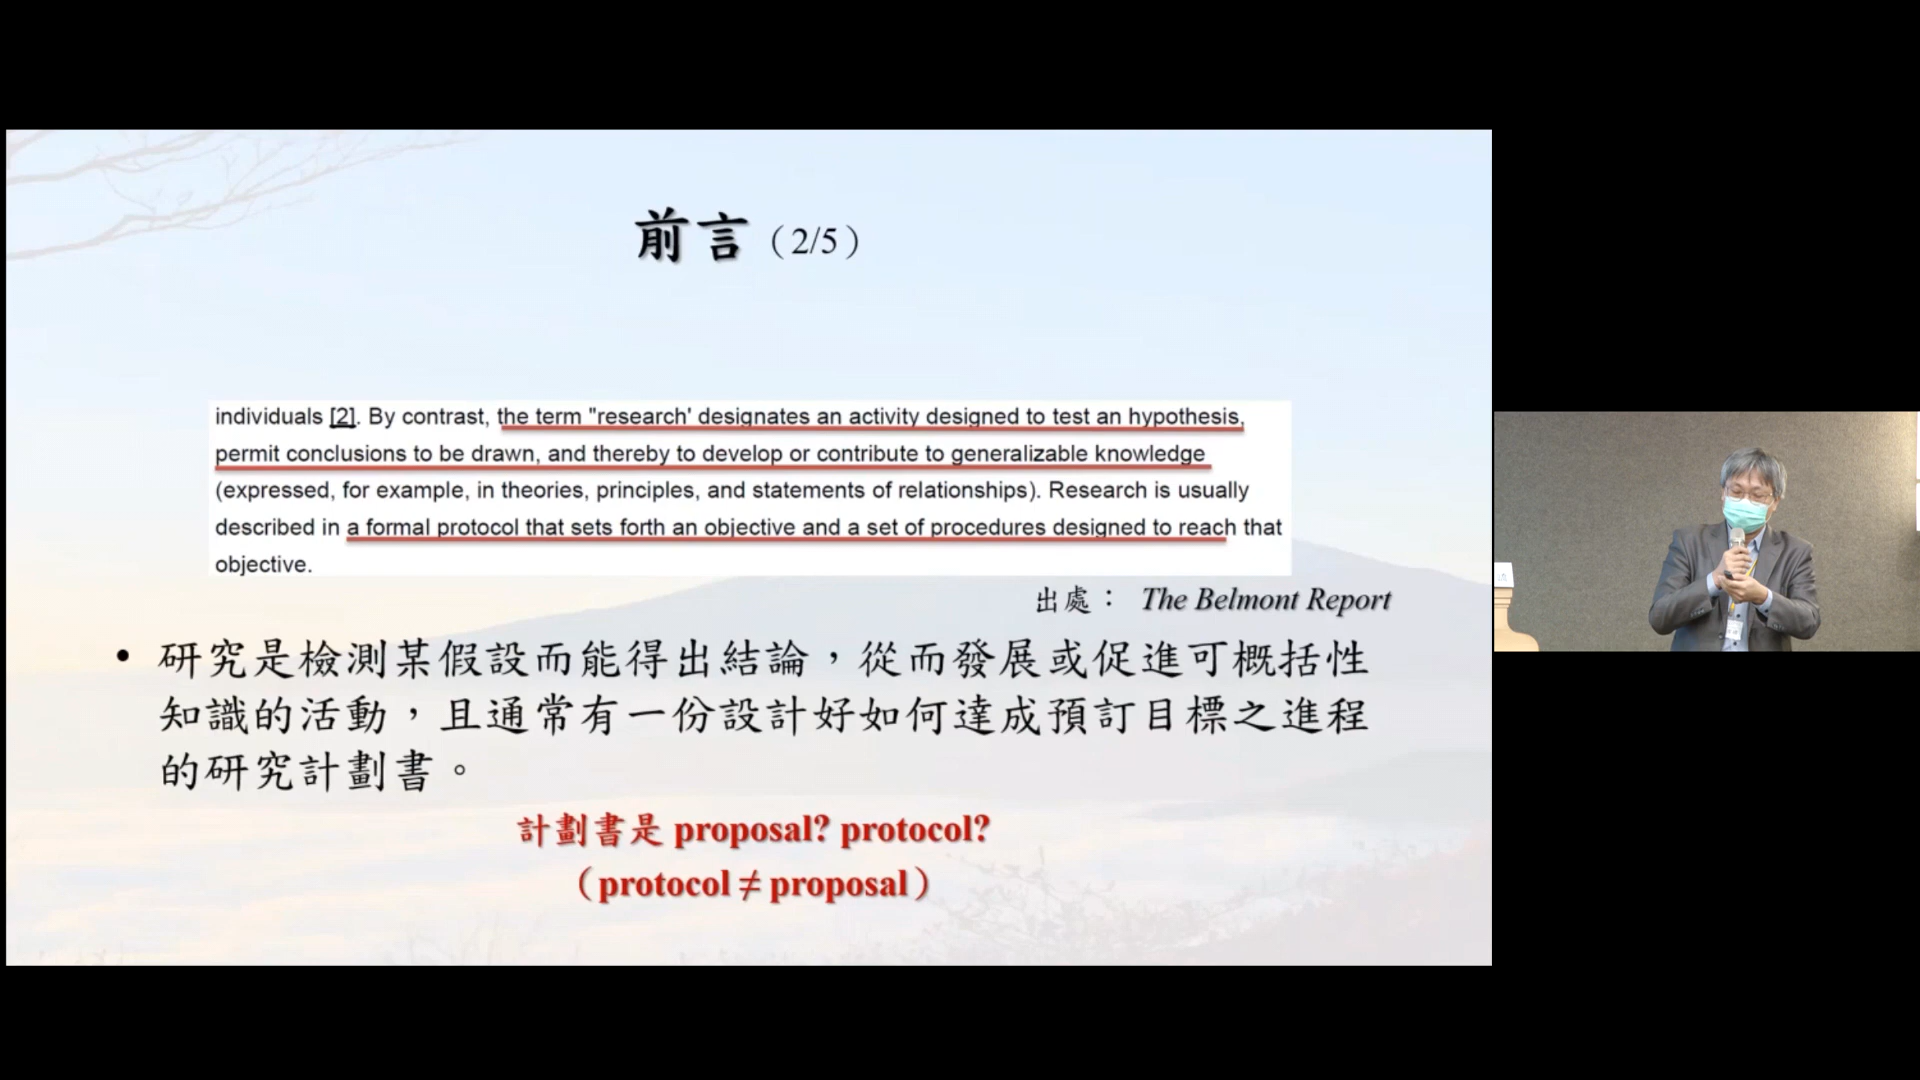 前言（2/5）
individuals [2]. By contrast, the term "research' designates an activity designed to test an hypothesis,
permit conclusions to be drawn, and thereby to develop or contribute to generalizable knowledge
(expressed, for example, in theories, principles, and statements of relationships). Research is usually
described in a formal protocol that sets forth an objective and a set of procedures designed to reach that
objective.
出處： The Belmont Report
• 研究是檢測某假設而能得出結論，從而發展或促進可概括性
知識的活動，且通常有一份設計好如何達成預訂目標之進程
的研究計劃書。
計劃書是 proposal? protocol?
（protocol ≠ proposal）